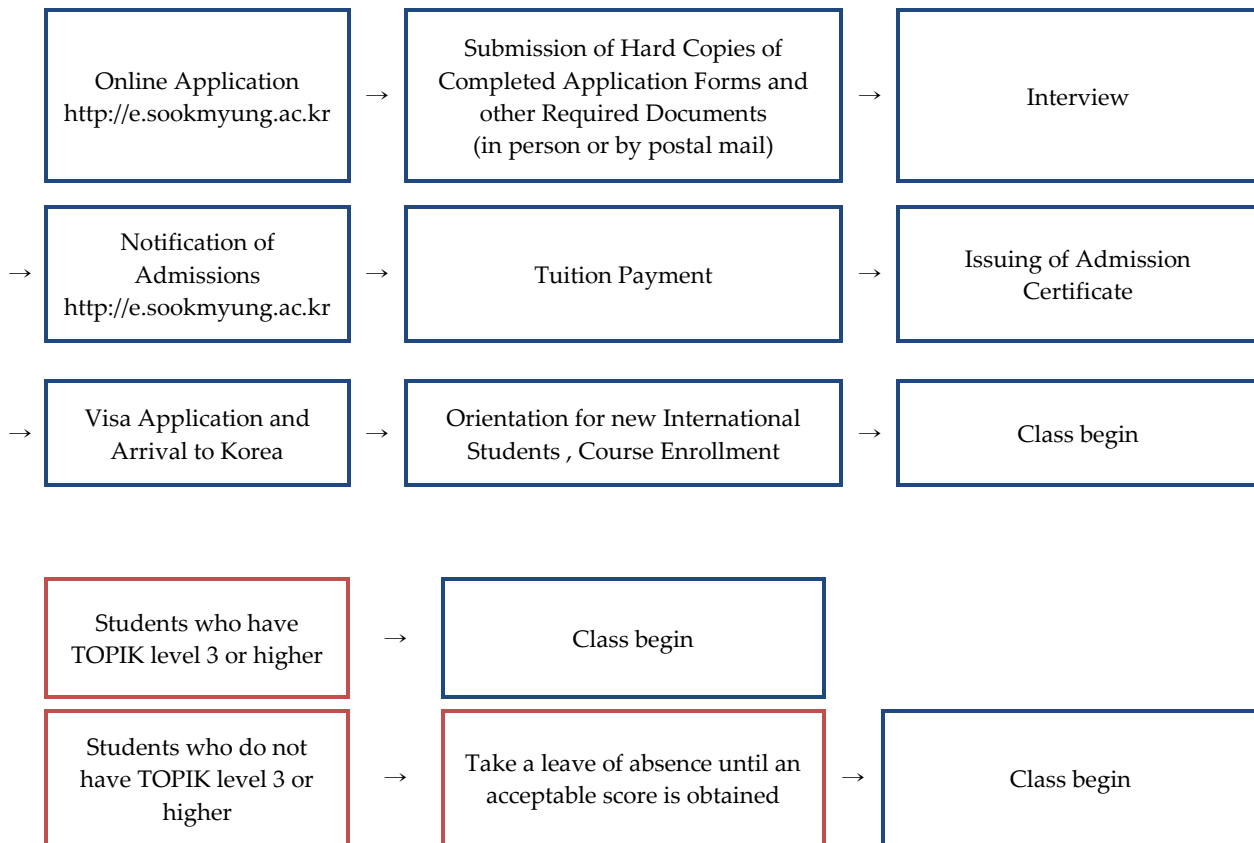 Online Application
http://e.sookmyung.ac.kr
→
Submission of Hard Copies of
Completed Application Forms and
other Required Documents
(in person or by postal mail)
→
Interview
→
Notification of
Admissions
http://e.sookmyung.ac.kr
→
Tuition Payment
→
Issuing of Admission
Certificate
→
Visa Application and
Arrival to Korea
→
Orientation for new International
Students , Course Enrollment
→
Class begin
Students who have
TOPIK level 3 or higher
→
Class begin
Students who do not
have TOPIK level 3 or
higher
→
Take a leave of absence until an
acceptable score is obtained
→
Class begin